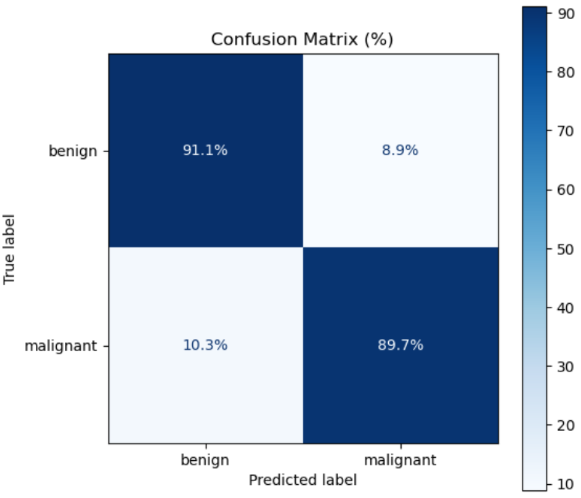 Confusion Matrix (%)
True label
benign
91.1%
8.9%
malignant
10.3%
89.7%
benign
malignant
Predicted label
90
80
70
60
50
40
30
20
10